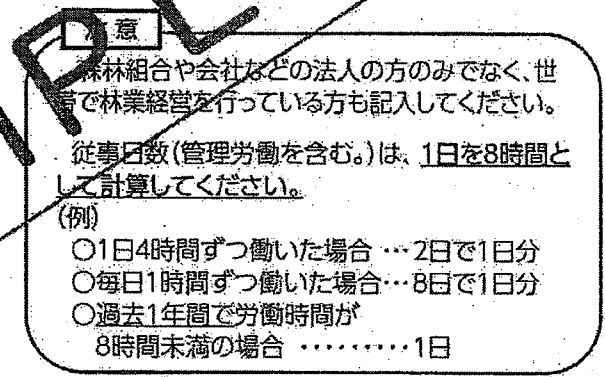 注意
森林組合や会社などの法人の方のみでなく、世
帯で林業経営を行っている方も記入してください。
従事日数(管理労働を含む。)は、1日を8時間と
して計算してください。
(例)
○1日4時間ずつ働いた場合…2日で1日分
○毎日1時間ずつ働いた場合…8日で1日分
○過去1年間で労働時間が
8時間未満の場合 ………1日